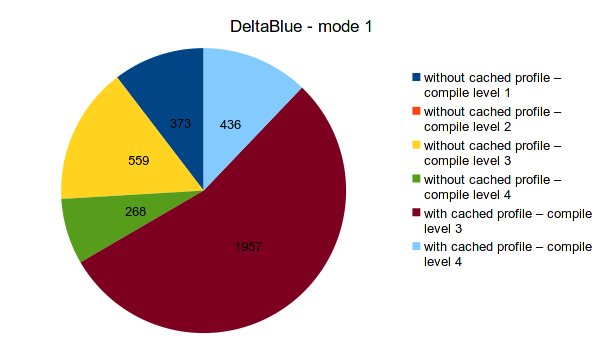 DeltaBlue - mode 1
373
436
559
268
1957
without cached profile –
compile level 1
without cached profile –
compile level 2
without cached profile –
compile level 3
without cached profile –
compile level 4
with cached profile – compile
level 3
with cached profile – compile
level 4